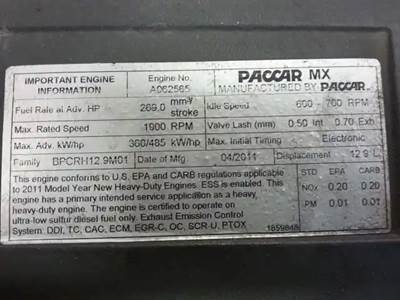 IMPORTANT ENGINE INFORMATION
Engine No. A062565
PACCAR MX
MANUFACTURED BY PACCAR
Fuel Rate at Adv. HP 269.0 mm³/stroke
Idle Speed 600 - 700 RPM
Max. Rated Speed 1900 RPM
Valve Lash (mm) 0.50 Int 0.70 Exh
Max. Adv. kW/hp 360/485 kW/hp
Max. Initial Timing Electronic
Family BPCRH12.9M01
Date of Mfg 04/2011
Displacement 12.9 L
This engine conforms to U.S. EPA and CARB regulations applicable
to 2011 Model Year New Heavy-Duty Engines. ESS is enabled. This
engine has a primary intended service application as a heavy
heavy-duty engine. The engine is certified to operate on
ultra-low sulfur diesel fuel only. Exhaust Emission Control
System: DDI, TC, CAC, ECM, EGR-C, OC, SCR-U, PTOX
STD EPA CARB
NOx 0.20 0.20
PM 0.01 0.01